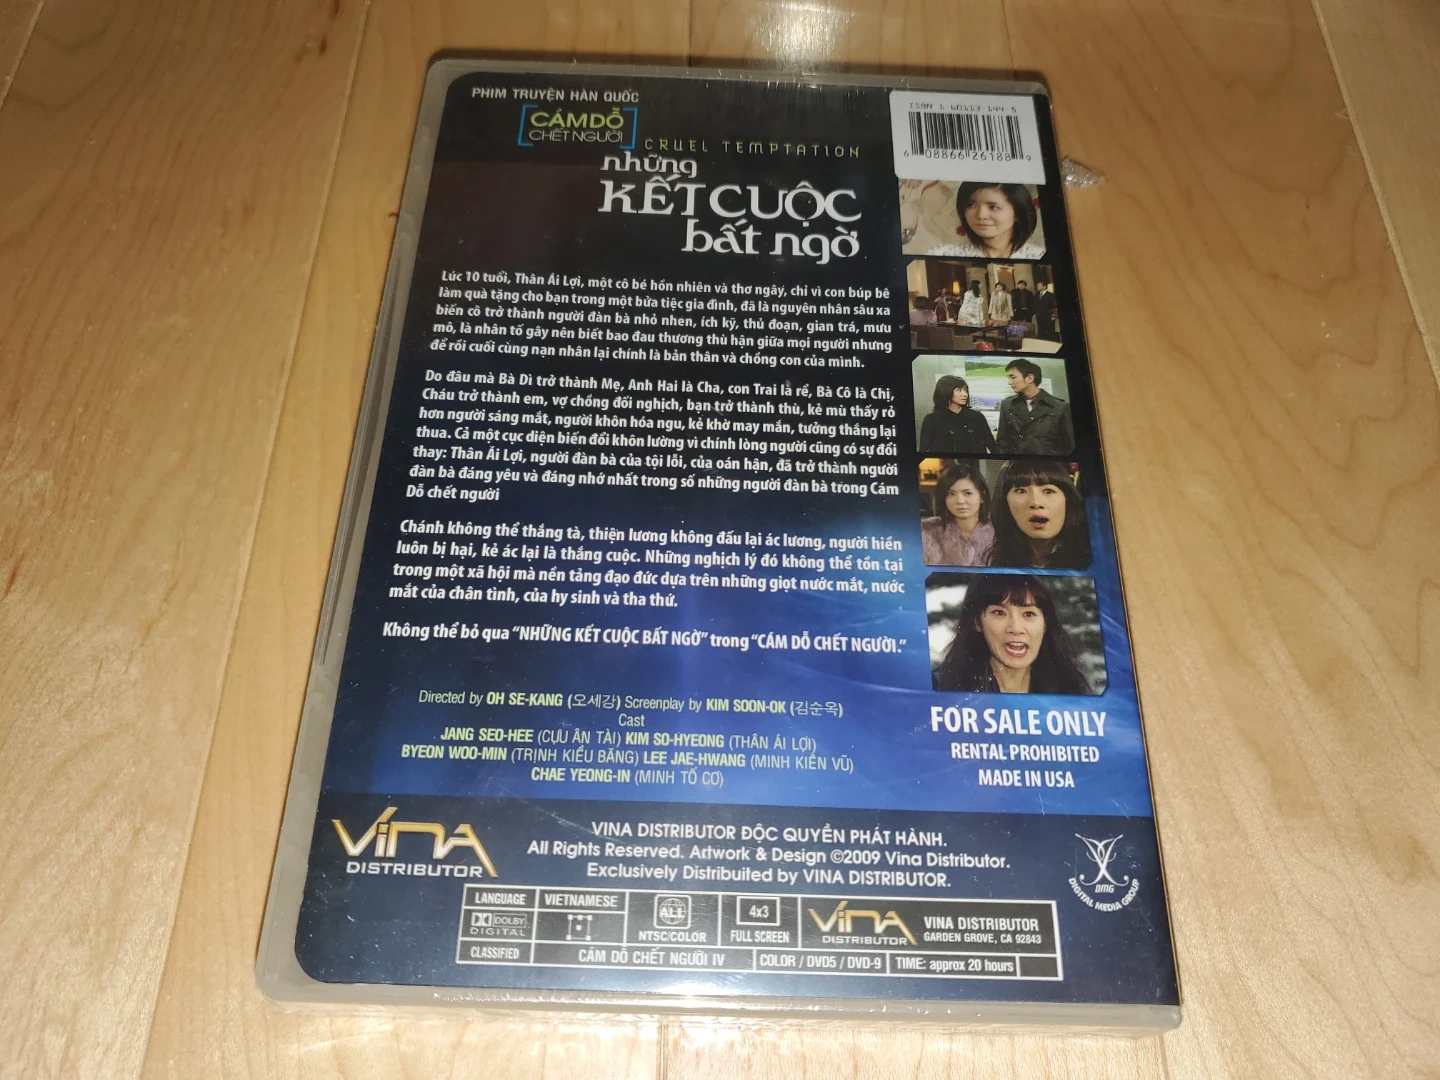 PHIM TRUYỆN HÀN QUỐC
CÁM DỖ
CHẾT NGƯỜI
CRUEL TEMPTATION
những
KẾT CUỘC
bất ngờ
ISBN 1-60113-144-5
6 08866 26188 9
Lúc 10 tuổi, Thân Ái Lợi, một cô bé hồn nhiên và thơ ngây, chỉ vì con búp bê
làm quà tặng cho bạn trong một bửa tiệc gia đình, đã là nguyên nhân sâu xa
biến cô trở thành người đàn bà nhỏ nhen, ích kỹ, thủ đoạn, gian trá, mưu
mô, là nhân tố gây nên biết bao đau thương thù hận giữa mọi người nhưng
để rồi cuối cùng nạn nhân lại chính là bản thân và chồng con của mình.
Do đâu mà Bà Dì trở thành Mẹ, Anh Hai là Cha, con Trai là rể, Bà Cô là Chị,
Cháu trở thành em, vợ chồng đối nghịch, bạn trở thành thù, kẻ mù thấy rỏ
hơn người sáng mắt, người khôn hóa ngu, kẻ khờ may mắn, tưởng thắng lại
thua. Cả một cục diện biến đổi khôn lường vì chính lòng người cũng có sự đổi
thay: Thân Ái Lợi, người đàn bà của tội lỗi, của oán hận, đã trở thành người
đàn bà đáng yêu và đáng nhớ nhất trong số những người đàn bà trong Cám
Dỗ chết người
Chánh không thể thắng tà, thiện lương không đấu lại ác lương, người hiền
luôn bị hại, kẻ ác lại là thắng cuộc. Những nghịch lý đó không thể tồn tại
trong một xã hội mà nền tảng đạo đức dựa trên những giọt nước mắt, nước
mắt của chân tình, của hy sinh và tha thứ.
Không thể bỏ qua "NHỮNG KẾT CUỘC BẤT NGỜ" trong "CÁM DỖ CHẾT NGƯỜI."
Directed by OH SE-KANG (오세강) Screenplay by KIM SOON-OK (김순옥)
Cast
JANG SEO-HEE (CỰU ÂN TÀI) KIM SO-HYEONG (THÂN ÁI LỢI)
BYEON WOO-MIN (TRỊNH KIỀU BĂNG) LEE JAE-HWANG (MINH KIẾN VŨ)
CHAE YEONG-IN (MINH TỐ CƠ)
FOR SALE ONLY
RENTAL PROHIBITED
MADE IN USA
VINA
DISTRIBUTOR
VINA DISTRIBUTOR ĐỘC QUYỀN PHÁT HÀNH.
All Rights Reserved. Artwork & Design ©2009 Vina Distributor.
Exclusively Distribuited by VINA DISTRIBUTOR.
DMG
DIGITAL MEDIA GROUP
LANGUAGE VIETNAMESE
DOLBY
DIGITAL
ALL
NTSC/COLOR
4x3
FULL SCREEN
VINA
DISTRIBUTOR
VINA DISTRIBUTOR
GARDEN GROVE, CA 92843
CLASSIFIED CÁM DỖ CHẾT NGƯỜI IV COLOR / DVD5 / DVD-9 TIME: approx 20 hours